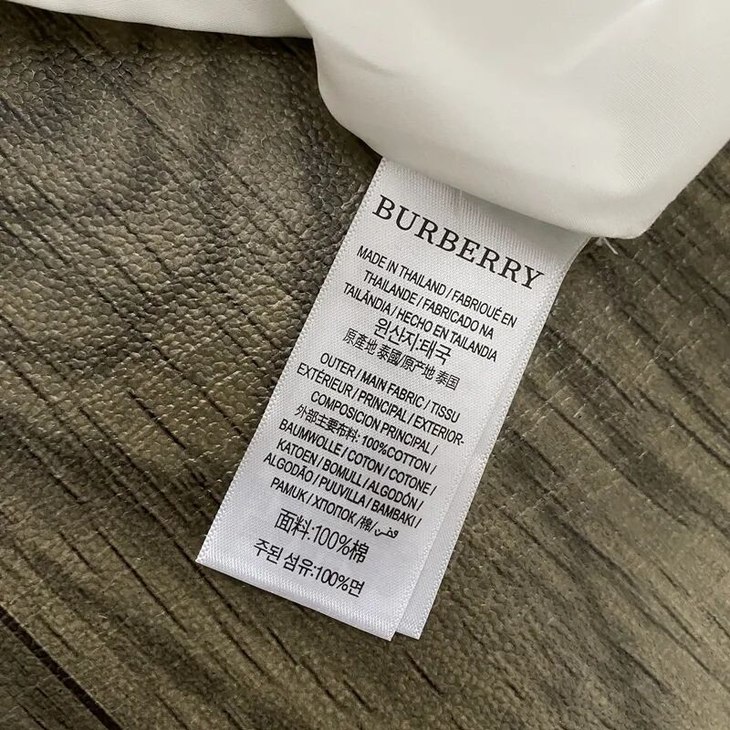 BURBERRY
MADE IN THAILAND / FABRIQUÉ EN
THAILANDE / FABRICADO NA
TAILÂNDIA / HECHO EN TAILANDIA
원산지:태국
原產地 泰國/原产地 泰国
OUTER / MAIN FABRIC / TISSU
EXTÉRIEUR / PRINCIPAL / EXTERIOR-
COMPOSICION PRINCIPAL /
外部主要布料: 100%COTTON /
BAUMWOLLE / COTON / COTONE /
KATOEN / BOMULL / ALGODÓN /
ALGODÃO / PUUVILLA / BAMBAKI /
PAMUK / ХПОПОК / 棉 / قطن
面料:100%棉
주된 섬유:100%면